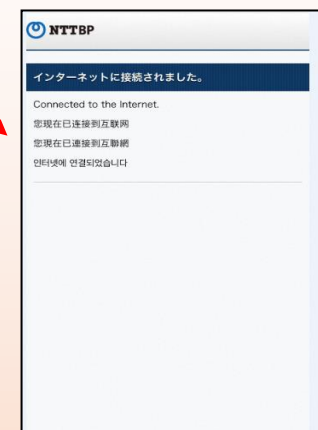 NTTBP
インターネットに接続されました。
Connected to the Internet.
您現在已连接到互联网
您現在已連接到互聯網
인터넷에 연결되었습니다